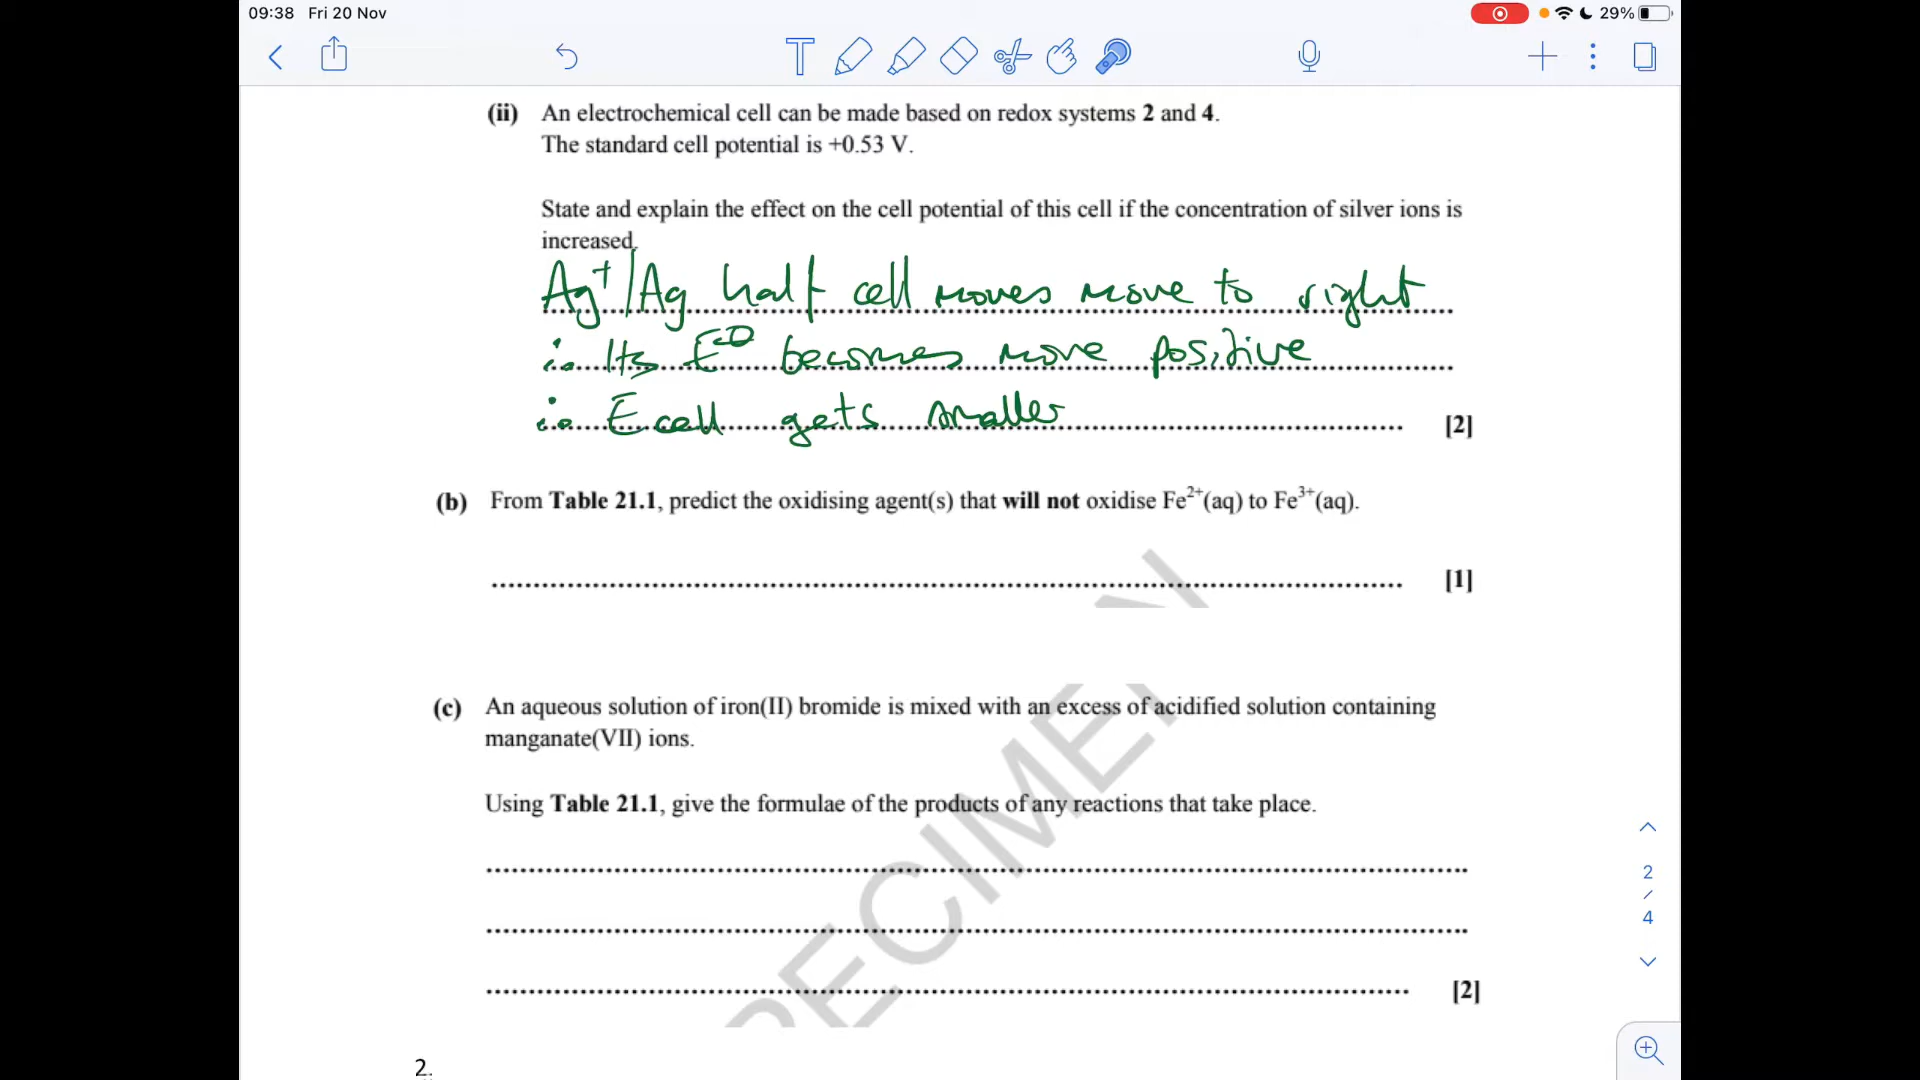 09:38 Fri 20 Nov 29%
(ii) An electrochemical cell can be made based on redox systems 2 and 4.
The standard cell potential is +0.53 V.
State and explain the effect on the cell potential of this cell if the concentration of silver ions is
increased.
Ag⁺/Ag half cell moves more to right
∴ Its E⦵ becomes more positive
∴ E cell gets smaller [2]
(b) From Table 21.1, predict the oxidising agent(s) that will not oxidise Fe²⁺(aq) to Fe³⁺(aq).
[1]
(c) An aqueous solution of iron(II) bromide is mixed with an excess of acidified solution containing
manganate(VII) ions.
Using Table 21.1, give the formulae of the products of any reactions that take place.
[2]
2.
2
/
4
SPECIMEN